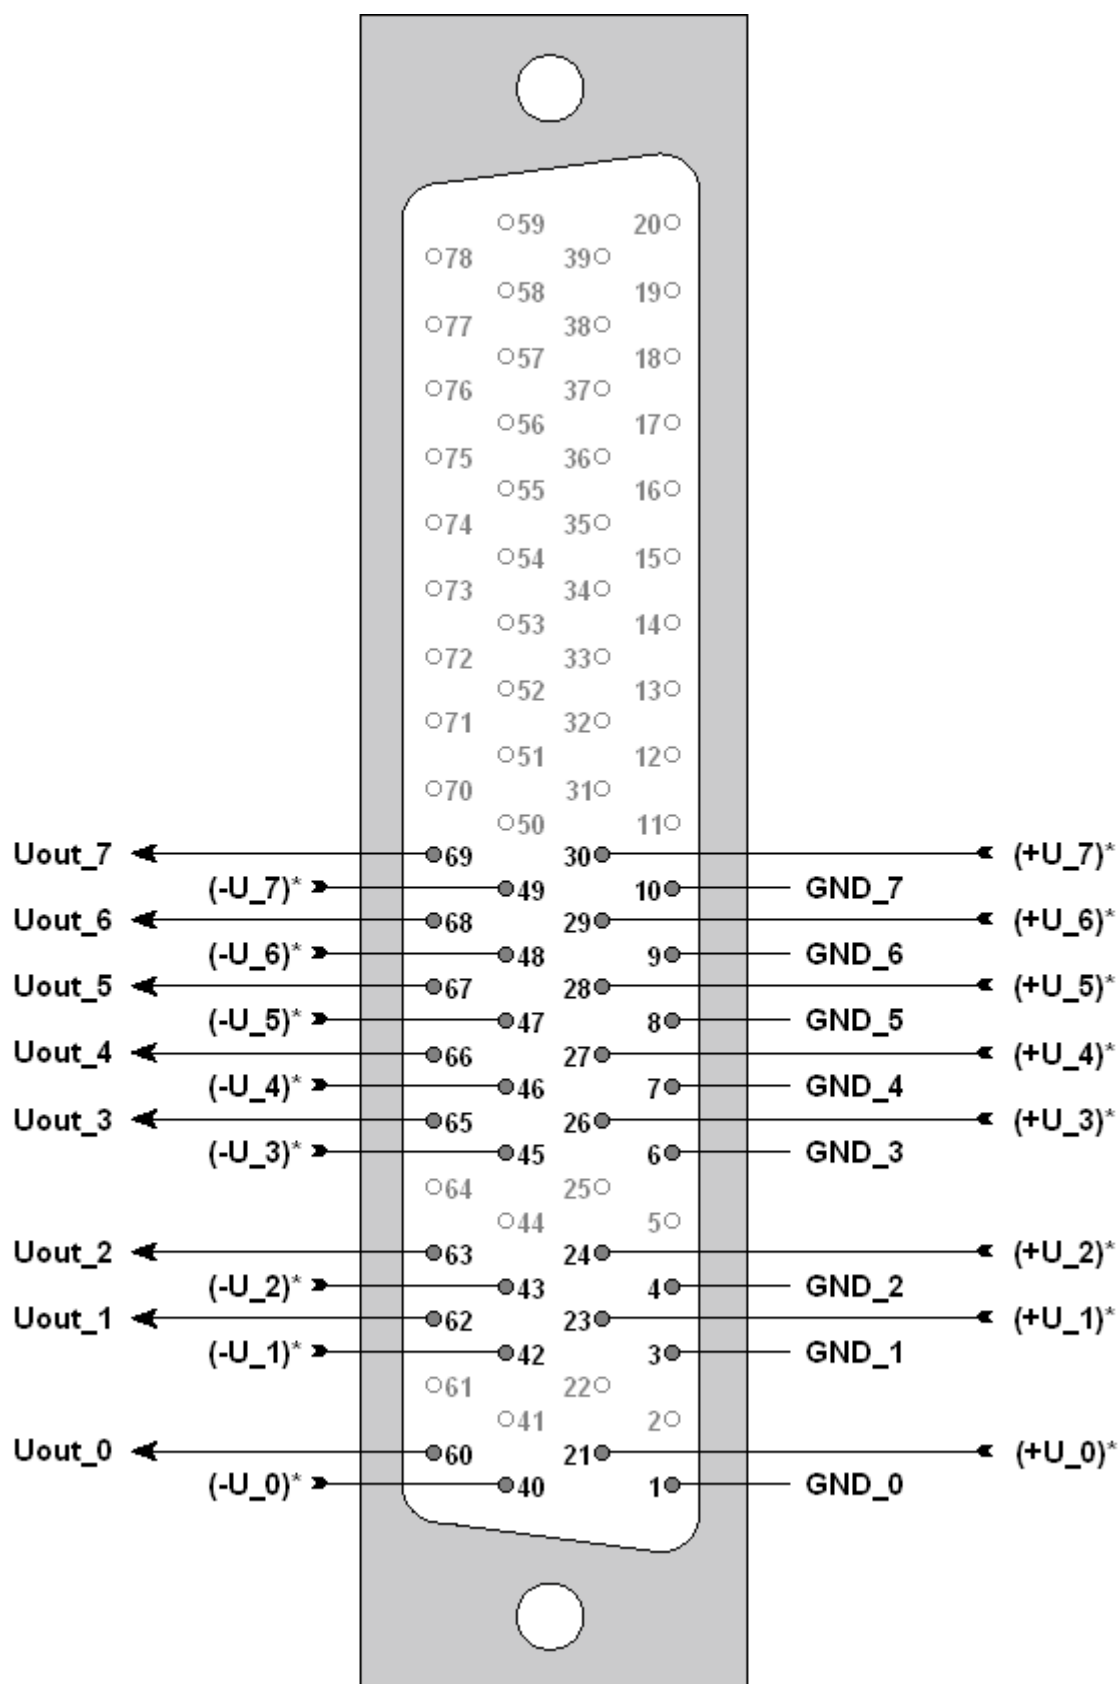 59 20
78 39
58 19
77 38
57 18
76 37
56 17
75 36
55 16
74 35
54 15
73 34
53 14
72 33
52 13
71 32
51 12
70 31
50 11
Uout_7 69 30 (+U_7)*
(-U_7)* 49 10 GND_7
Uout_6 68 29 (+U_6)*
(-U_6)* 48 9 GND_6
Uout_5 67 28 (+U_5)*
(-U_5)* 47 8 GND_5
Uout_4 66 27 (+U_4)*
(-U_4)* 46 7 GND_4
Uout_3 65 26 (+U_3)*
(-U_3)* 45 6 GND_3
64 25
44 5
Uout_2 63 24 (+U_2)*
(-U_2)* 43 4 GND_2
Uout_1 62 23 (+U_1)*
(-U_1)* 42 3 GND_1
61 22
41 2
Uout_0 60 21 (+U_0)*
(-U_0)* 40 1 GND_0